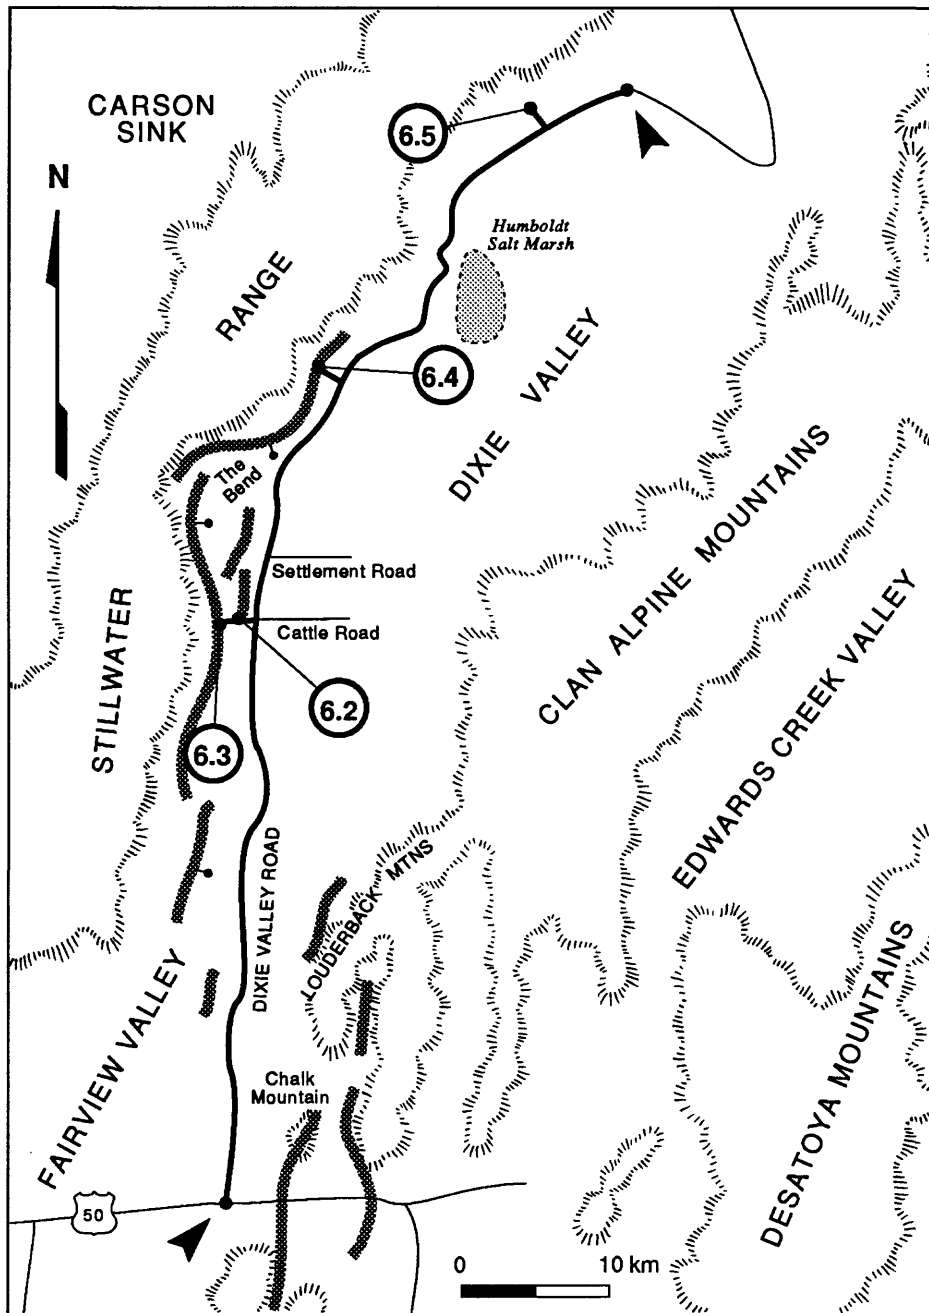 CARSON
SINK
6.5
N
Humboldt
Salt Marsh
RANGE
6.4
DIXIE VALLEY
The
Bend
Settlement Road
Cattle Road
CLAN ALPINE MOUNTAINS
STILLWATER
6.2
6.3
EDWARDS CREEK VALLEY
DIXIE VALLEY ROAD
LOUDERBACK MTNS
FAIRVIEW VALLEY
Chalk
Mountain
DESATOYA MOUNTAINS
50
0 10 km